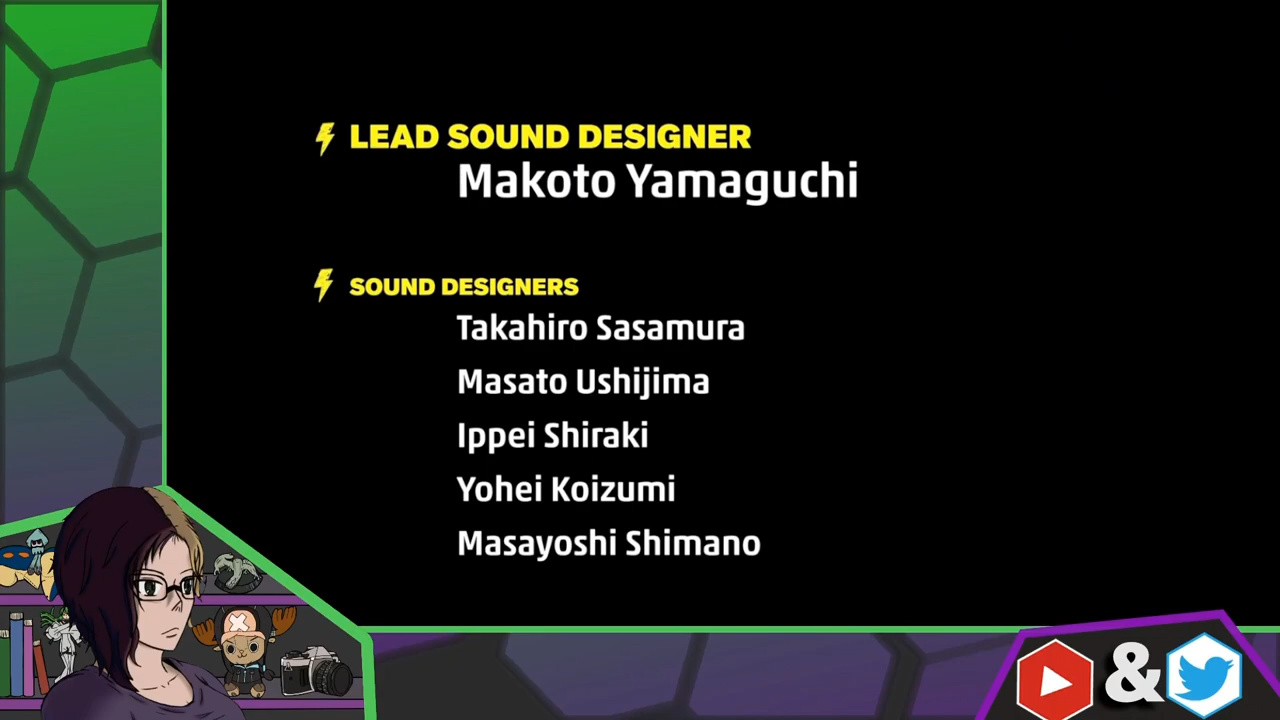 LEAD SOUND DESIGNER
Makoto Yamaguchi
SOUND DESIGNERS
Takahiro Sasamura
Masato Ushijima
Ippei Shiraki
Yohei Koizumi
Masayoshi Shimano
&